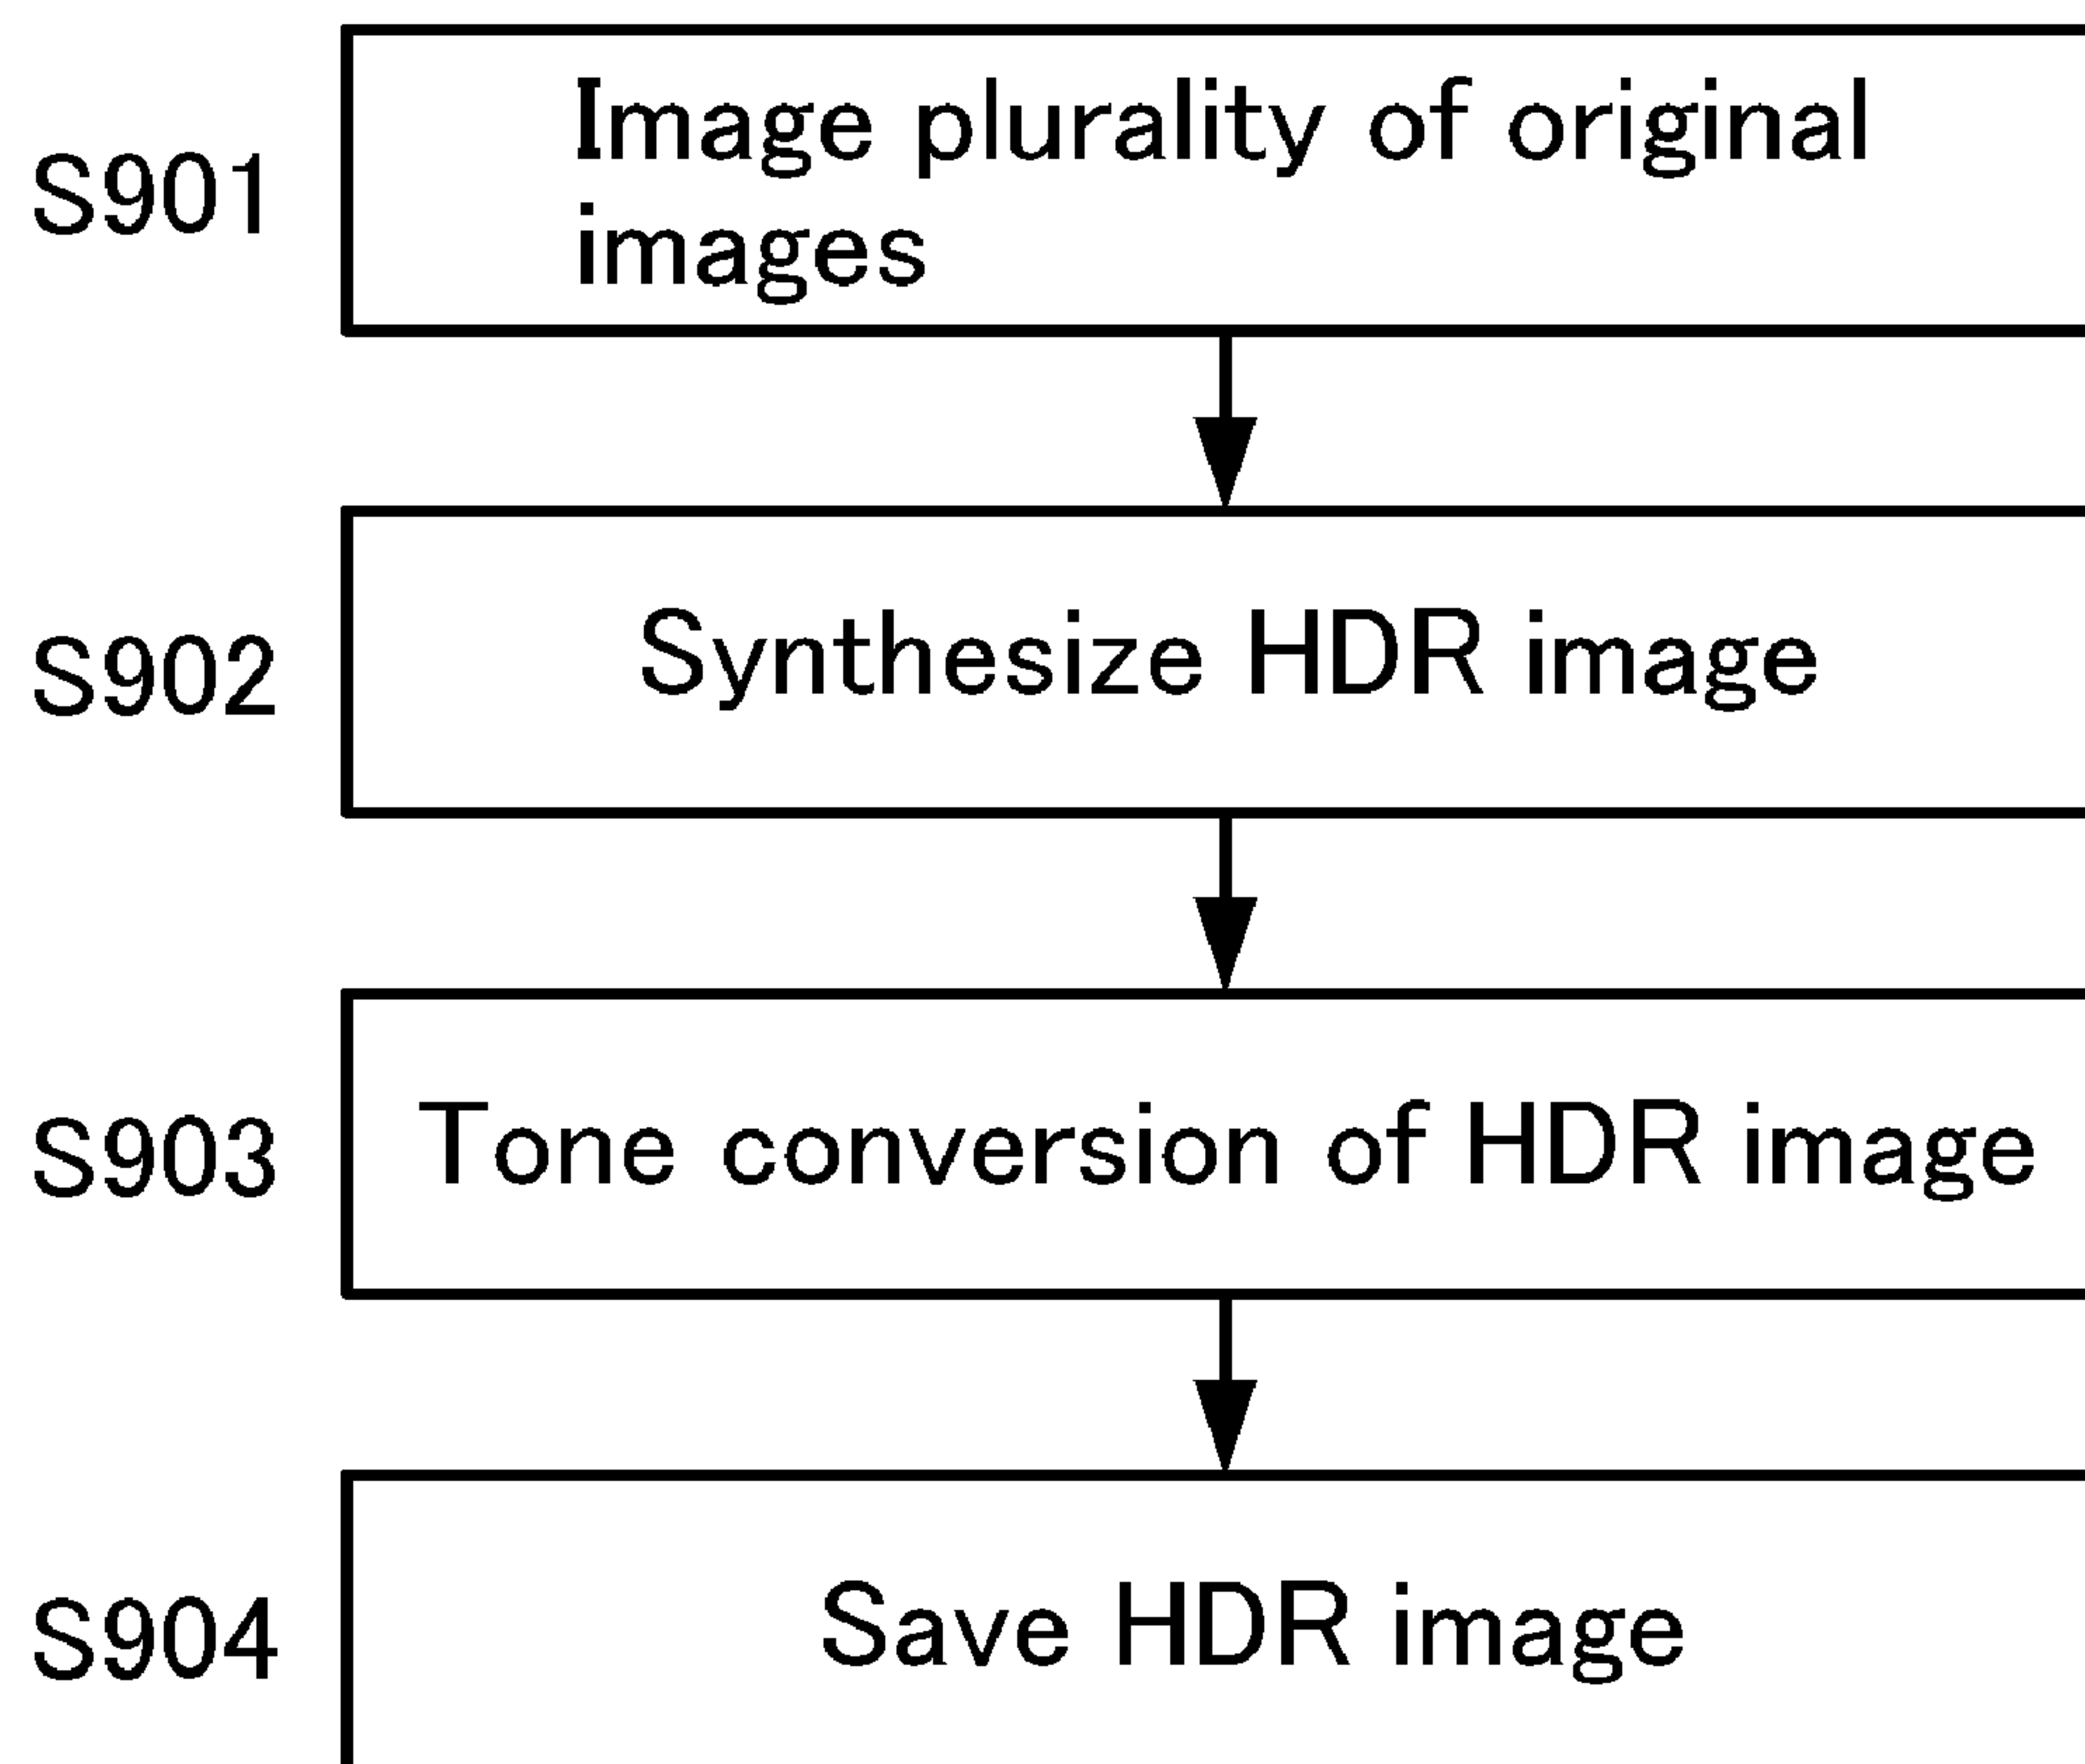 S901
Image plurality of original
images
S902
Synthesize HDR image
S903
Tone conversion of HDR image
S904
Save HDR image